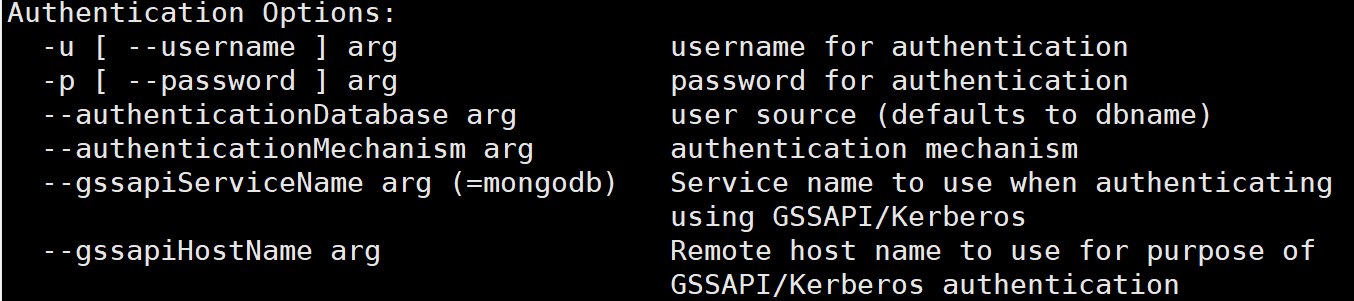 Authentication Options:
  -u [ --username ] arg                username for authentication
  -p [ --password ] arg                password for authentication
  --authenticationDatabase arg         user source (defaults to dbname)
  --authenticationMechanism arg        authentication mechanism
  --gssapiServiceName arg (=mongodb)   Service name to use when authenticating
                                       using GSSAPI/Kerberos
  --gssapiHostName arg                 Remote host name to use for purpose of
                                       GSSAPI/Kerberos authentication